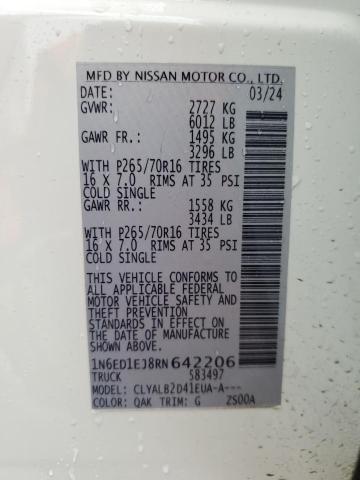 MFD BY NISSAN MOTOR CO., LTD.
DATE: 03/24
GVWR: 2727 KG
6012 LB
GAWR FR.: 1495 KG
3296 LB
WITH P265/70R16 TIRES
16 X 7.0 RIMS AT 35 PSI
COLD SINGLE
GAWR RR.: 1558 KG
3434 LB
WITH P265/70R16 TIRES
16 X 7.0 RIMS AT 35 PSI
COLD SINGLE
THIS VEHICLE CONFORMS TO
ALL APPLICABLE FEDERAL
MOTOR VEHICLE SAFETY AND
THEFT PREVENTION
STANDARDS IN EFFECT ON
THE DATE OF MANUFACTURE
SHOWN ABOVE.
1N6ED1EJ8RN642206
TRUCK 583497
MODEL: CLYALB2D41EUA-A---
COLOR: QAK TRIM: G ZS00A